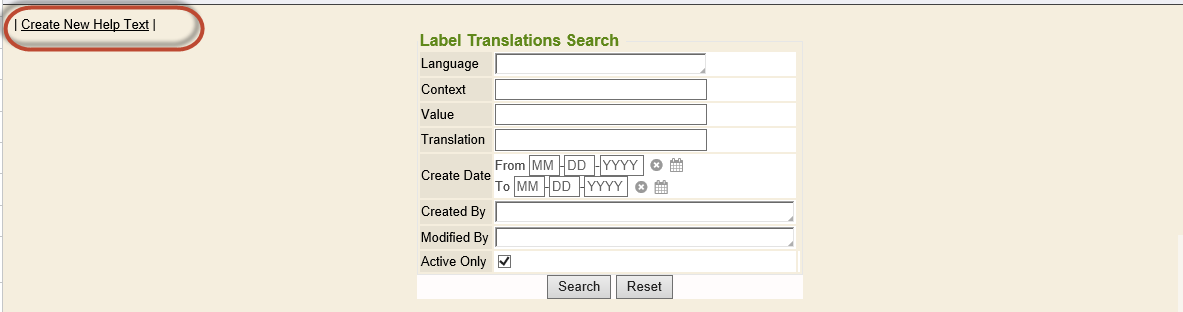 | Create New Help Text |
Label Translations Search
Language
Context
Value
Translation
Create Date From MM - DD - YYYY
To MM - DD - YYYY
Created By
Modified By
Active Only
Search Reset